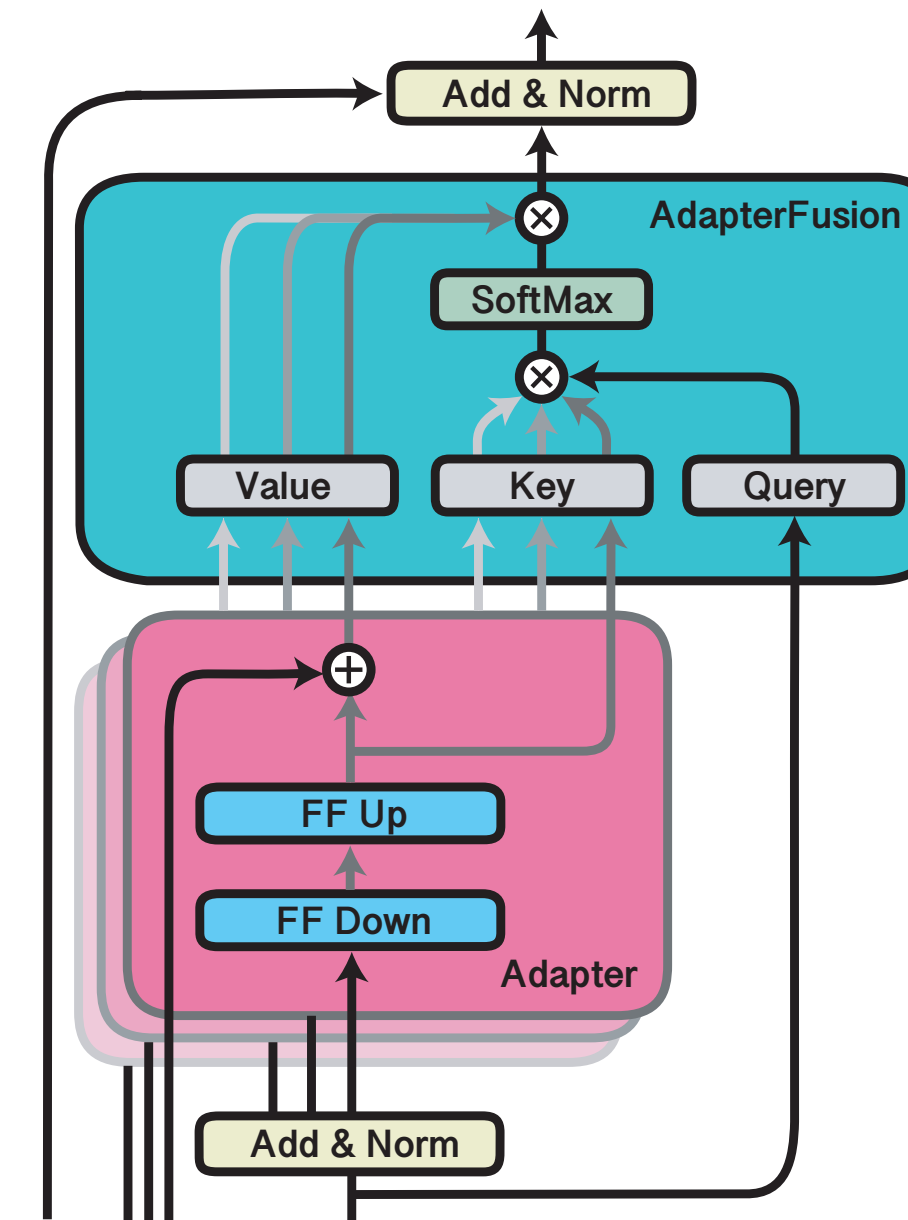 Add & Norm
AdapterFusion
SoftMax
Value
Key
Query
FF Up
FF Down
Adapter
Add & Norm